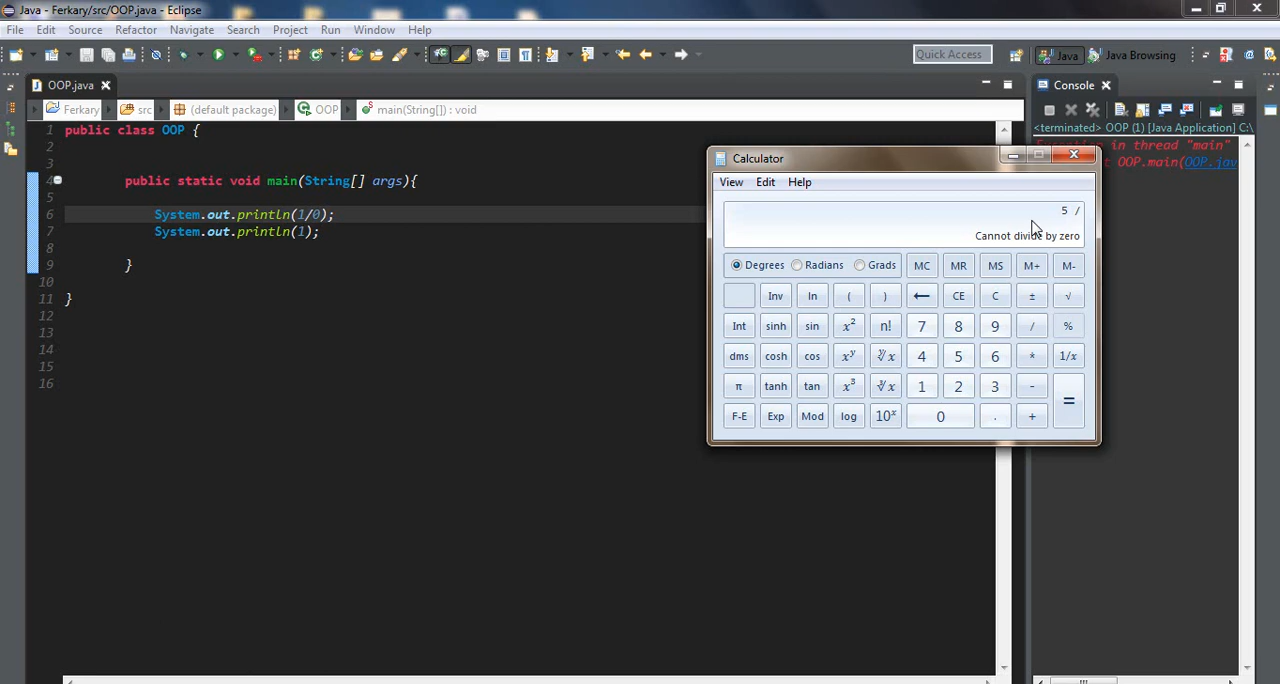 Java - Ferkary/src/OOP.java - Eclipse
File Edit Source Refactor Navigate Search Project Run Window Help
Quick Access Java Java Browsing
OOP.java
Ferkary src (default package) OOP main(String[]) : void
1 public class OOP {
2
3
4 public static void main(String[] args){
5
6 System.out.println(1/0);
7 System.out.println(1);
8
9 }
10
11 }
12
13
14
15
16
Console
<terminated> OOP (1) [Java Application] C:\
in thread "main"
OOP.main(OOP.jav
Calculator
View Edit Help
5 /
Cannot divide by zero
Degrees Radians Grads MC MR MS M+ M-
Inv ln ( ) ← CE C ± √
Int sinh sin x² n! 7 8 9 / %
dms cosh cos xʸ ʸ√x 4 5 6 * 1/x
π tanh tan x³ ³√x 1 2 3 - =
F-E Exp Mod log 10ˣ 0 . +